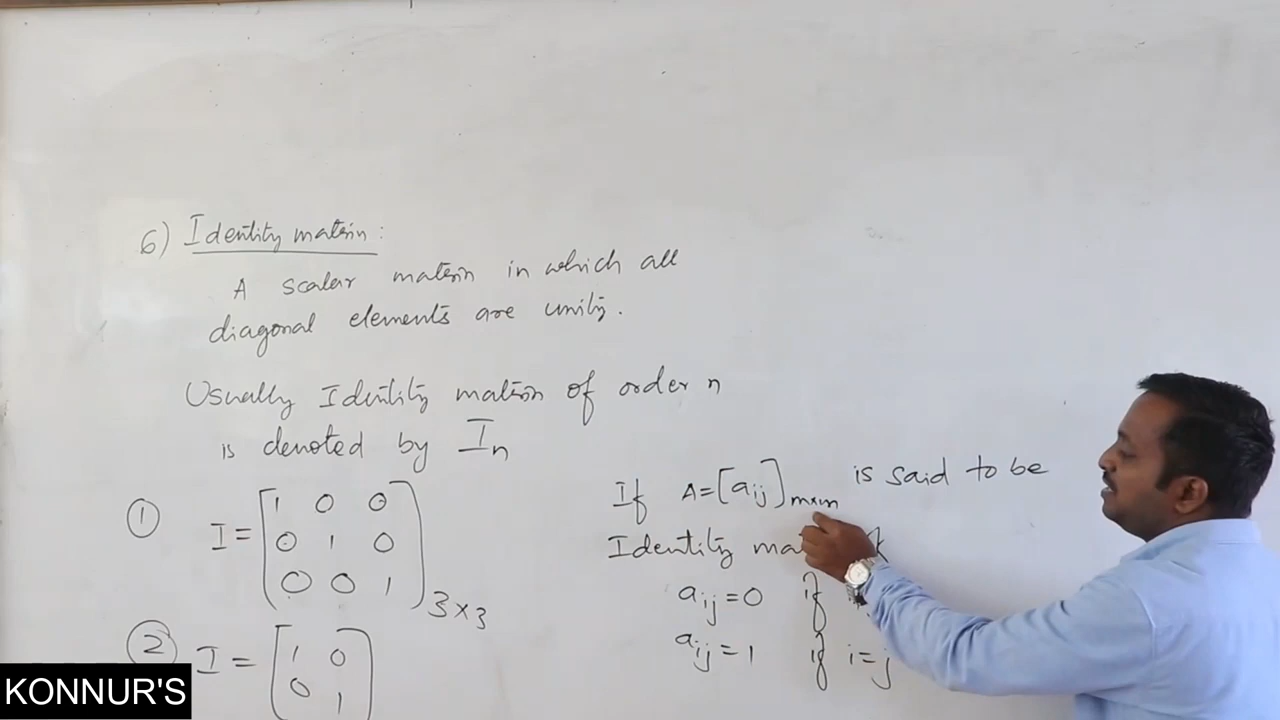 6) Identity matrix:
A scalar matrix in which all
diagonal elements are unity.
Usually Identity matrix of order n
is denoted by Iₙ
① I = [1 0 0
0 1 0
0 0 1]3×3
② I = [1 0
0 1]
If A = [aij]m×m is said to be
Identity
aij = 0 if
aij = 1 if i = j
KONNUR'S